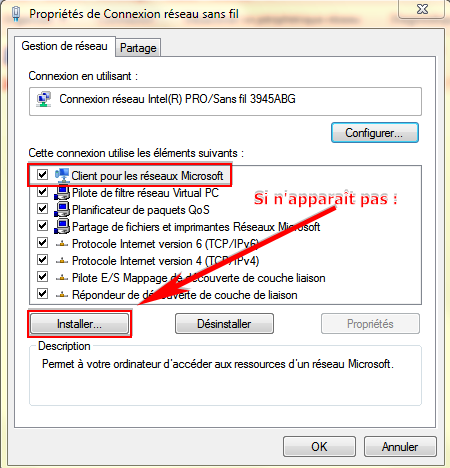 Propriétés de Connexion réseau sans fil
Gestion de réseau
Partage
Connexion en utilisant :
Connexion réseau Intel(R) PRO/Sans fil 3945ABG
Configurer...
Cette connexion utilise les éléments suivants :
Client pour les réseaux Microsoft
Pilote de filtre réseau Virtual PC
Si n'apparaît pas :
Planificateur de paquets QoS
Partage de fichiers et imprimantes Réseaux Microsoft
Protocole Internet version 6 (TCP/IPv6)
Protocole Internet version 4 (TCP/IPv4)
Pilote E/S Mappage de découverte de couche liaison
Répondeur de découverte de couche de liaison
Installer...
Désinstaller
Propriétés
Description
Permet à votre ordinateur d'accéder aux ressources d'un réseau Microsoft.
OK
Annuler